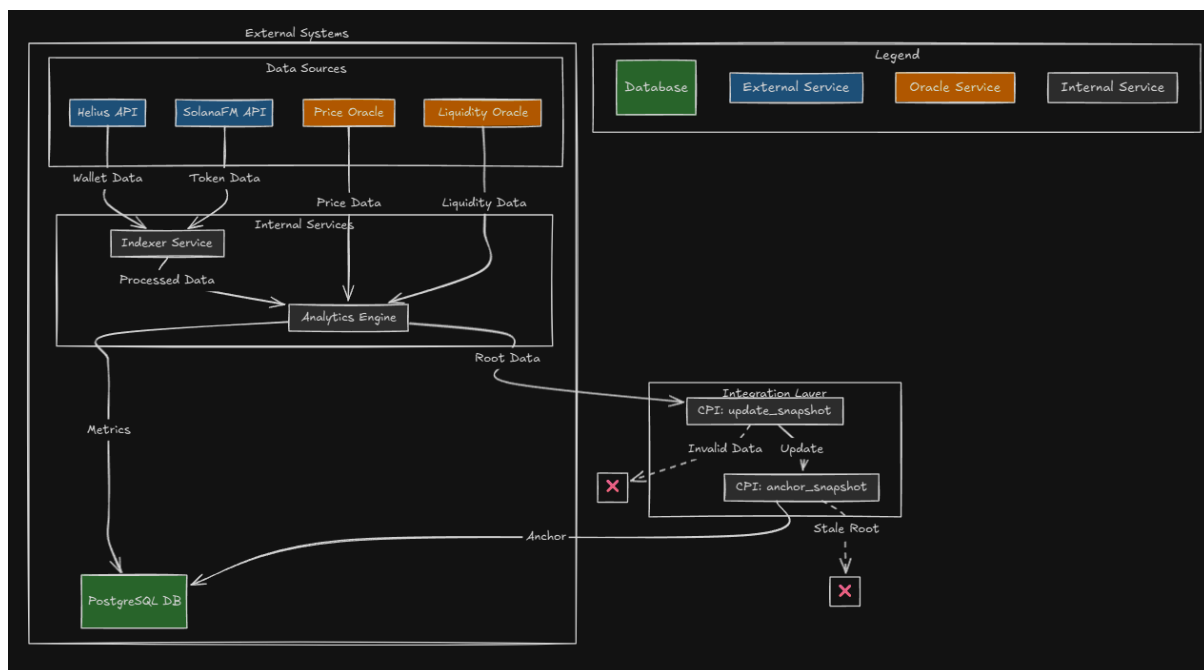 External Systems
Legend
Data Sources
Database
External Service
Oracle Service
Internal Service
Helius API
SolanaFM API
Price Oracle
Liquidity Oracle
Wallet Data
Token Data
Price Data
Liquidity Data
Internal Services
Indexer Service
Processed Data
Analytics Engine
Root Data
Integration Layer
CPI: update_snapshot
Metrics
Invalid Data
Update
CPI: anchor_snapshot
Stale Root
Anchor
PostgreSQL DB